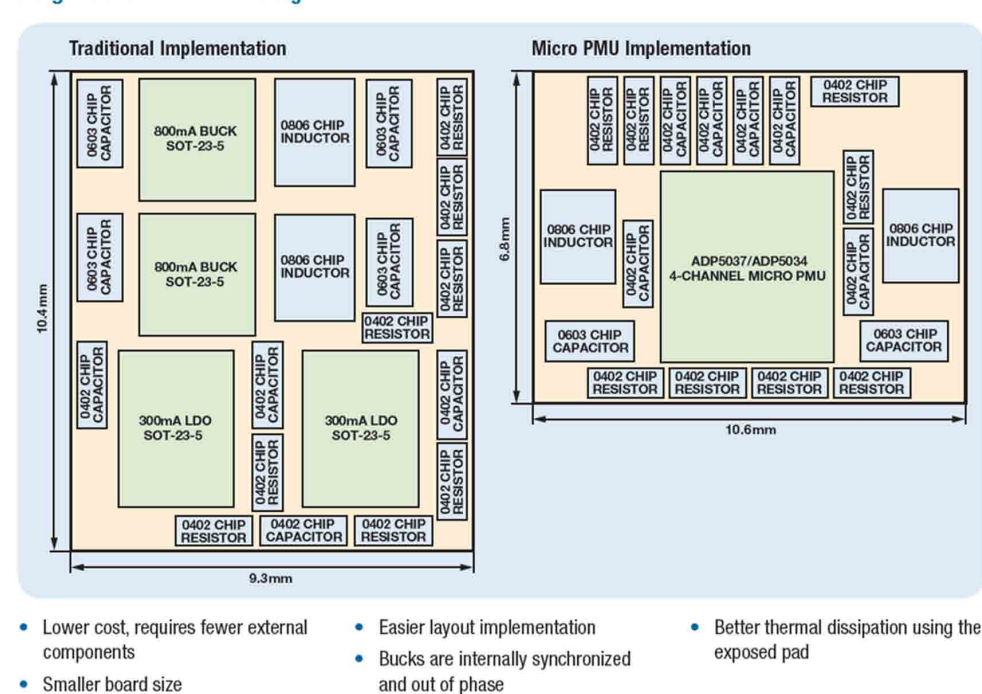 Traditional Implementation
10.4mm
0603 CHIP
CAPACITOR
800mA BUCK
SOT-23-5
0806 CHIP
INDUCTOR
0603 CHIP
CAPACITOR
0402 CHIP
RESISTOR
0402 CHIP
RESISTOR
0603 CHIP
CAPACITOR
800mA BUCK
SOT-23-5
0806 CHIP
INDUCTOR
0603 CHIP
CAPACITOR
0402 CHIP
RESISTOR
0402 CHIP
RESISTOR
0402 CHIP
CAPACITOR
300mA LDO
SOT-23-5
0402 CHIP
CAPACITOR
0402 CHIP
RESISTOR
300mA LDO
SOT-23-5
0402 CHIP
CAPACITOR
0402 CHIP
RESISTOR
0402 CHIP
RESISTOR
0402 CHIP
CAPACITOR
0402 CHIP
RESISTOR
9.3mm
Micro PMU Implementation
6.8mm
0402 CHIP
RESISTOR
0402 CHIP
RESISTOR
0402 CHIP
CAPACITOR
0402 CHIP
CAPACITOR
0402 CHIP
CAPACITOR
0402 CHIP
CAPACITOR
0402 CHIP
RESISTOR
0806 CHIP
INDUCTOR
0402 CHIP
CAPACITOR
ADP5037/ADP5034
4-CHANNEL MICRO PMU
0402 CHIP
RESISTOR
0402 CHIP
CAPACITOR
0806 CHIP
INDUCTOR
0603 CHIP
CAPACITOR
0603 CHIP
CAPACITOR
0402 CHIP
RESISTOR
0402 CHIP
RESISTOR
0402 CHIP
RESISTOR
0402 CHIP
RESISTOR
10.6mm
• Lower cost, requires fewer external
components
• Smaller board size
• Easier layout implementation
• Bucks are internally synchronized
and out of phase
• Better thermal dissipation using the
exposed pad